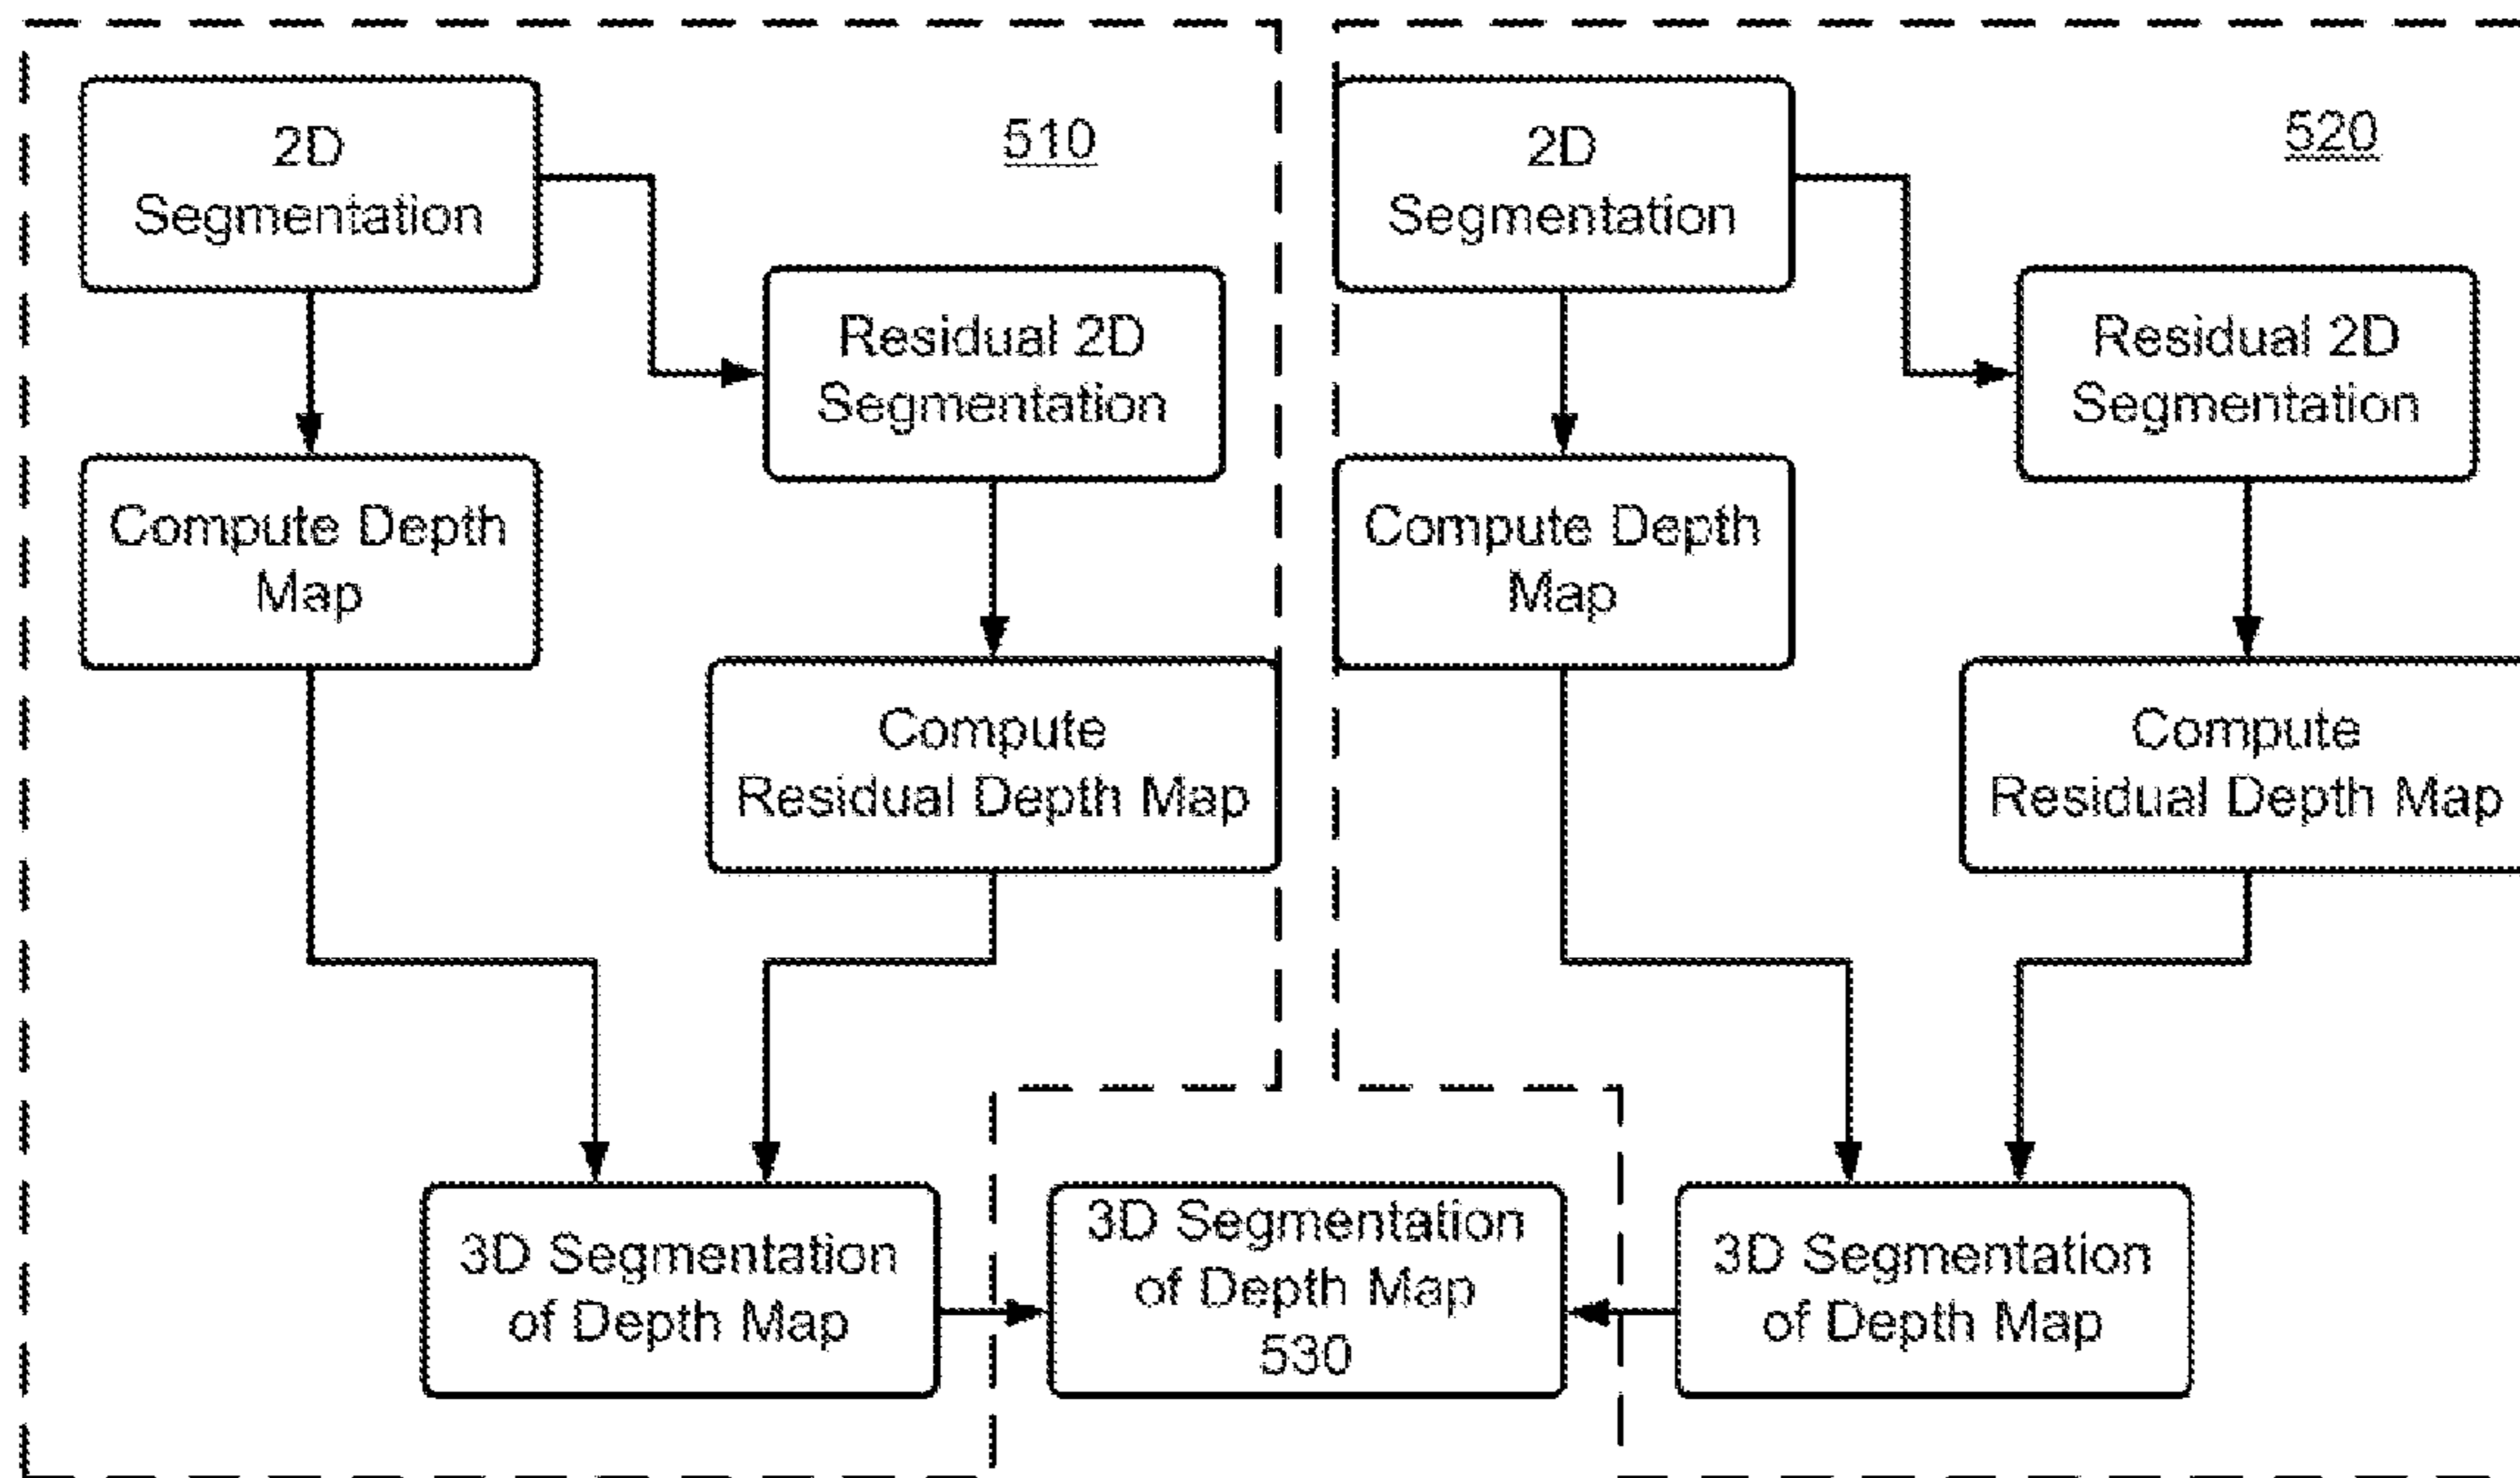 510
2D
Segmentation
Residual 2D
Segmentation
Compute Depth
Map
Compute
Residual Depth Map
3D Segmentation
of Depth Map
520
2D
Segmentation
Residual 2D
Segmentation
Compute Depth
Map
Compute
Residual Depth Map
3D Segmentation
of Depth Map
3D Segmentation
of Depth Map
530